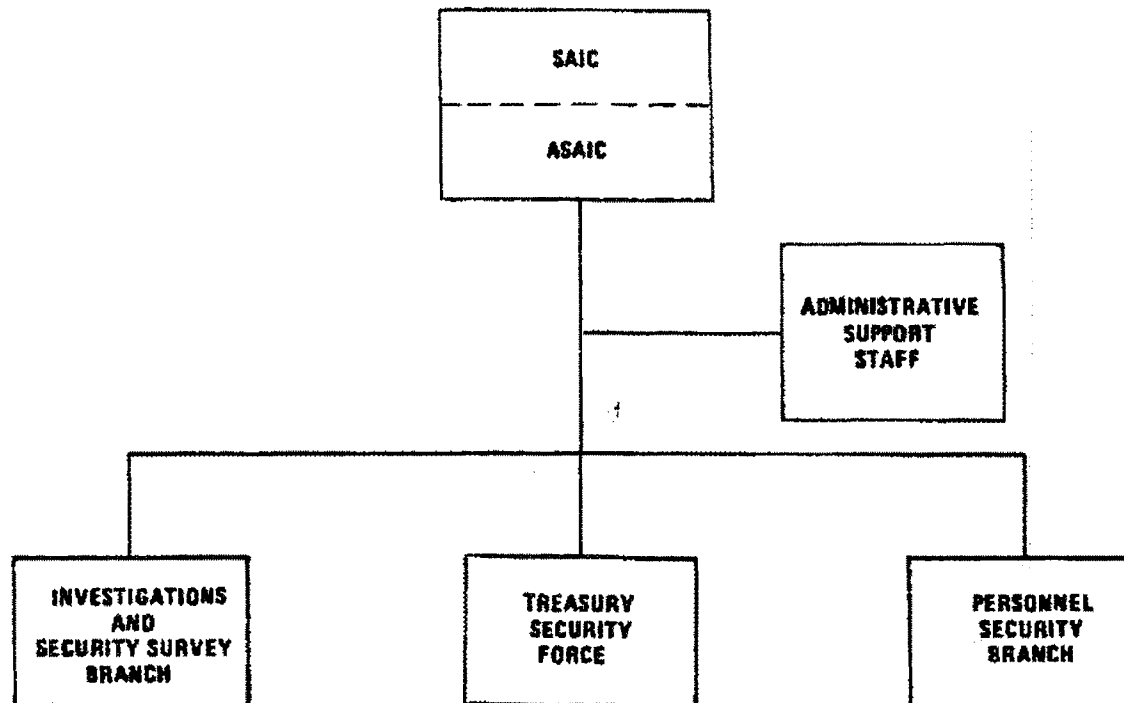 SAIC
ASAIC
ADMINISTRATIVE
SUPPORT
STAFF
INVESTIGATIONS
AND
SECURITY SURVEY
BRANCH
TREASURY
SECURITY
FORCE
PERSONNEL
SECURITY
BRANCH